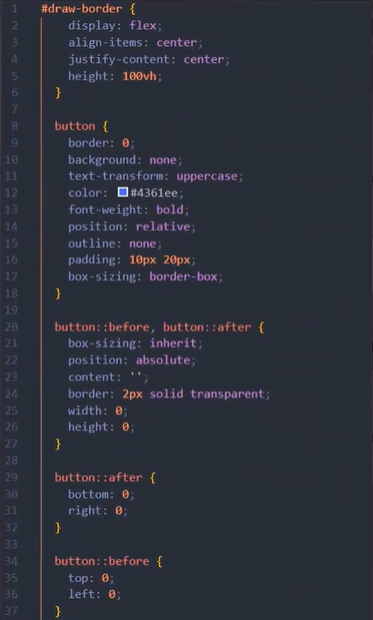 1 #draw-border {
2 display: flex;
3 align-items: center;
4 justify-content: center;
5 height: 100vh;
6 }
7
8 button {
9 border: 0;
10 background: none;
11 text-transform: uppercase;
12 color: #4361ee;
13 font-weight: bold;
14 position: relative;
15 outline: none;
16 padding: 10px 20px;
17 box-sizing: border-box;
18 }
19
20 button::before, button::after {
21 box-sizing: inherit;
22 position: absolute;
23 content: '';
24 border: 2px solid transparent;
25 width: 0;
26 height: 0;
27 }
28
29 button::after {
30 bottom: 0;
31 right: 0;
32 }
33
34 button::before {
35 top: 0;
36 left: 0;
37 }